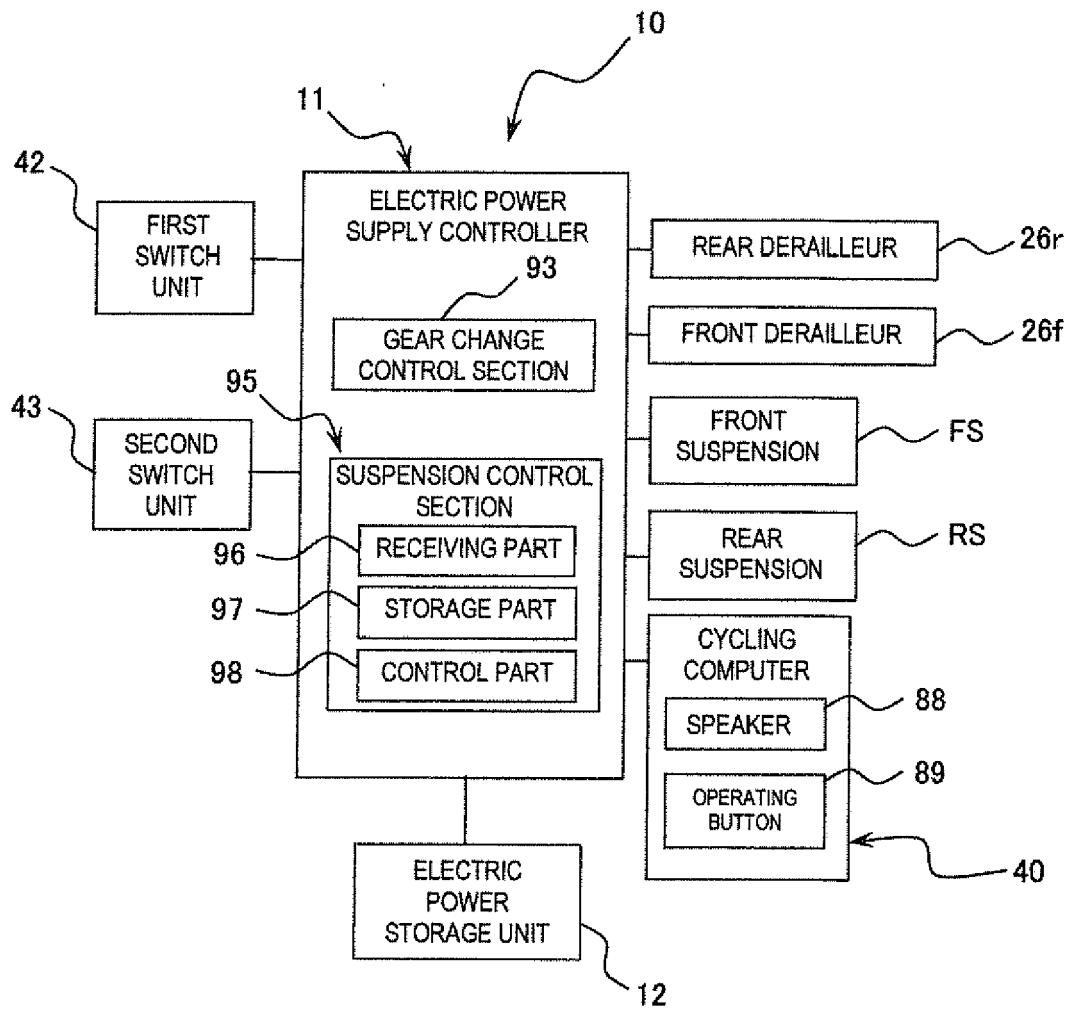 10
11
42
FIRST
SWITCH
UNIT
ELECTRIC POWER
SUPPLY CONTROLLER
93
GEAR CHANGE
CONTROL SECTION
REAR DERAILLEUR
26r
FRONT DERAILLEUR
26f
95
43
SECOND
SWITCH
UNIT
SUSPENSION CONTROL
SECTION
96
RECEIVING PART
97
STORAGE PART
98
CONTROL PART
FRONT
SUSPENSION
FS
REAR
SUSPENSION
RS
CYCLING
COMPUTER
SPEAKER
88
OPERATING
BUTTON
89
40
ELECTRIC
POWER
STORAGE UNIT
12